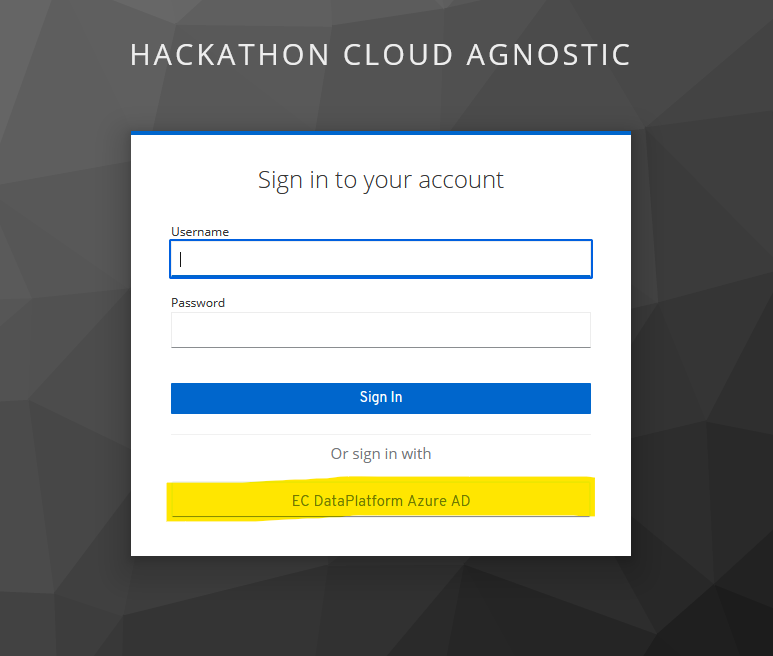 HACKATHON CLOUD AGNOSTIC
Sign in to your account
Username
Password
Sign In
Or sign in with
EC DataPlatform Azure AD